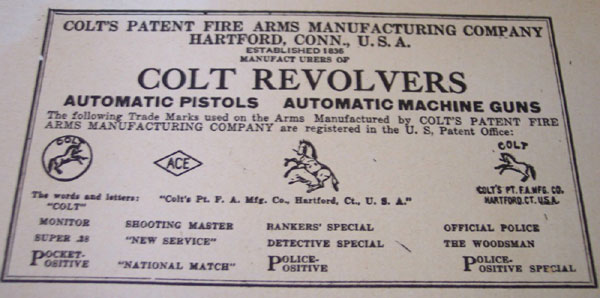 COLT'S PATENT FIRE ARMS MANUFACTURING COMPANY
HARTFORD, CONN., U. S. A.
ESTABLISHED 1836
MANUFACTURERS OF
COLT REVOLVERS
AUTOMATIC PISTOLS AUTOMATIC MACHINE GUNS
The following Trade Marks used on the Arms Manufactured by COLT'S PATENT FIRE
ARMS MANUFACTURING COMPANY are registered in the U. S, Patent Office:
COLT
ACE
COLT
COLT'S PT. F.A. MFG. CO.
HARTFORD. CT. U.S.A.
The words and letters: "Colt's Pt. F. A. Mfg. Co., Hartford, Ct., U. S. A."
"COLT"
MONITOR SHOOTING MASTER BANKERS' SPECIAL OFFICIAL POLICE
SUPER .38 "NEW SERVICE" DETECTIVE SPECIAL THE WOODSMAN
POCKET-OSITIVE "NATIONAL MATCH" POLICE-OSITIVE POLICE-OSITIVE SPECIAL